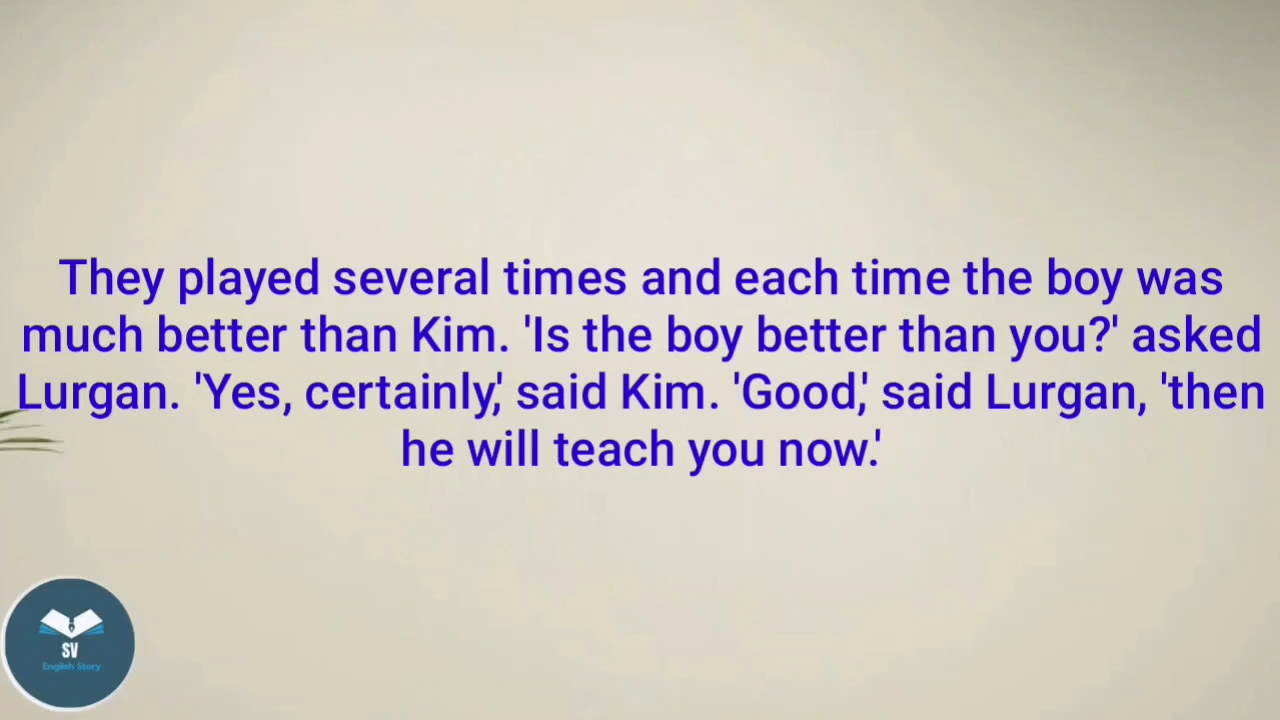 They played several times and each time the boy was
much better than Kim. 'Is the boy better than you?' asked
Lurgan. 'Yes, certainly,' said Kim. 'Good,' said Lurgan, 'then
he will teach you now.'
SV
English Story